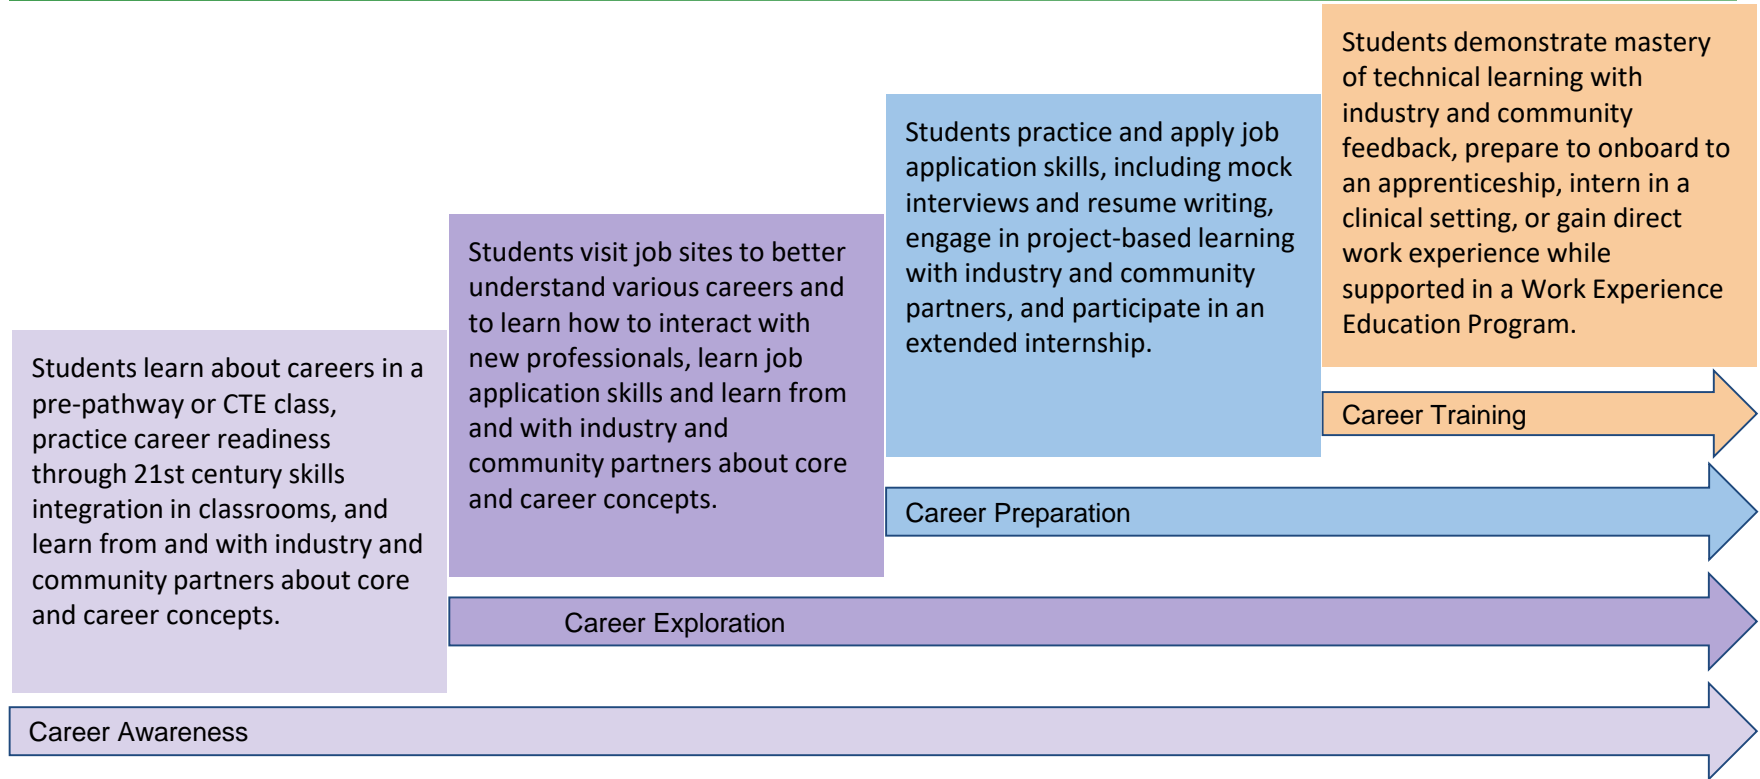 Students learn about careers in a
pre-pathway or CTE class,
practice career readiness
through 21st century skills
integration in classrooms, and
learn from and with industry and
community partners about core
and career concepts.
Career Awareness
Students visit job sites to better
understand various careers and
to learn how to interact with
new professionals, learn job
application skills and learn from
and with industry and
community partners about core
and career concepts.
Career Exploration
Students practice and apply job
application skills, including mock
interviews and resume writing,
engage in project-based learning
with industry and community
partners, and participate in an
extended internship.
Career Preparation
Students demonstrate mastery
of technical learning with
industry and community
feedback, prepare to onboard to
an apprenticeship, intern in a
clinical setting, or gain direct
work experience while
supported in a Work Experience
Education Program.
Career Training